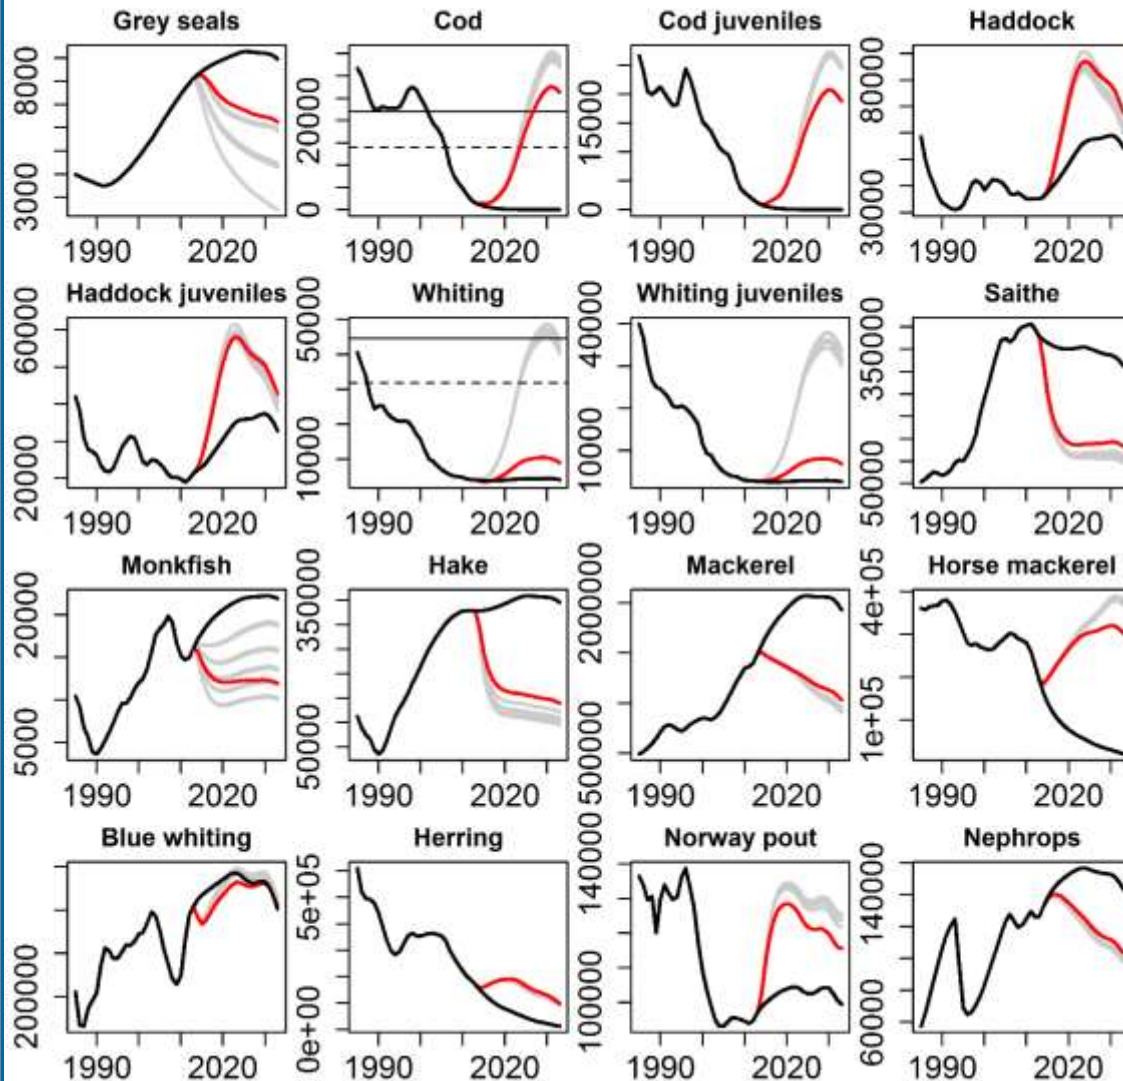 Grey seals
Cod
Cod juveniles
Haddock
3000 8000
0 20000
0 15000
30000 80000
1990 2020
1990 2020
1990 2020
1990 2020
Haddock juveniles
Whiting
Whiting juveniles
Saithe
20000 60000
100000 500000
10000 40000
50000 350000
1990 2020
1990 2020
1990 2020
1990 2020
Monkfish
Hake
Mackerel
Horse mackerel
5000 20000
50000 350000
500000 2000000
1e+05 4e+05
1990 2020
1990 2020
1990 2020
1990 2020
Blue whiting
Herring
Norway pout
Nephrops
2000000
0e+00 5e+05
100000 140000
60000 140000
1990 2020
1990 2020
1990 2020
1990 2020